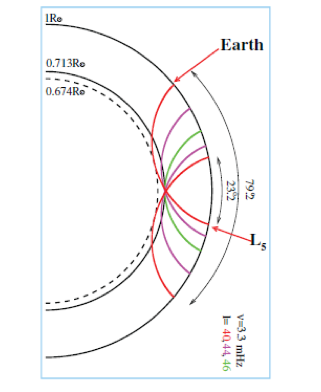 1R⊙
Earth
0.713R⊙
0.674R⊙
79°.2
23°.2
L5
ν=3.3 mHz
l= 40,44,46